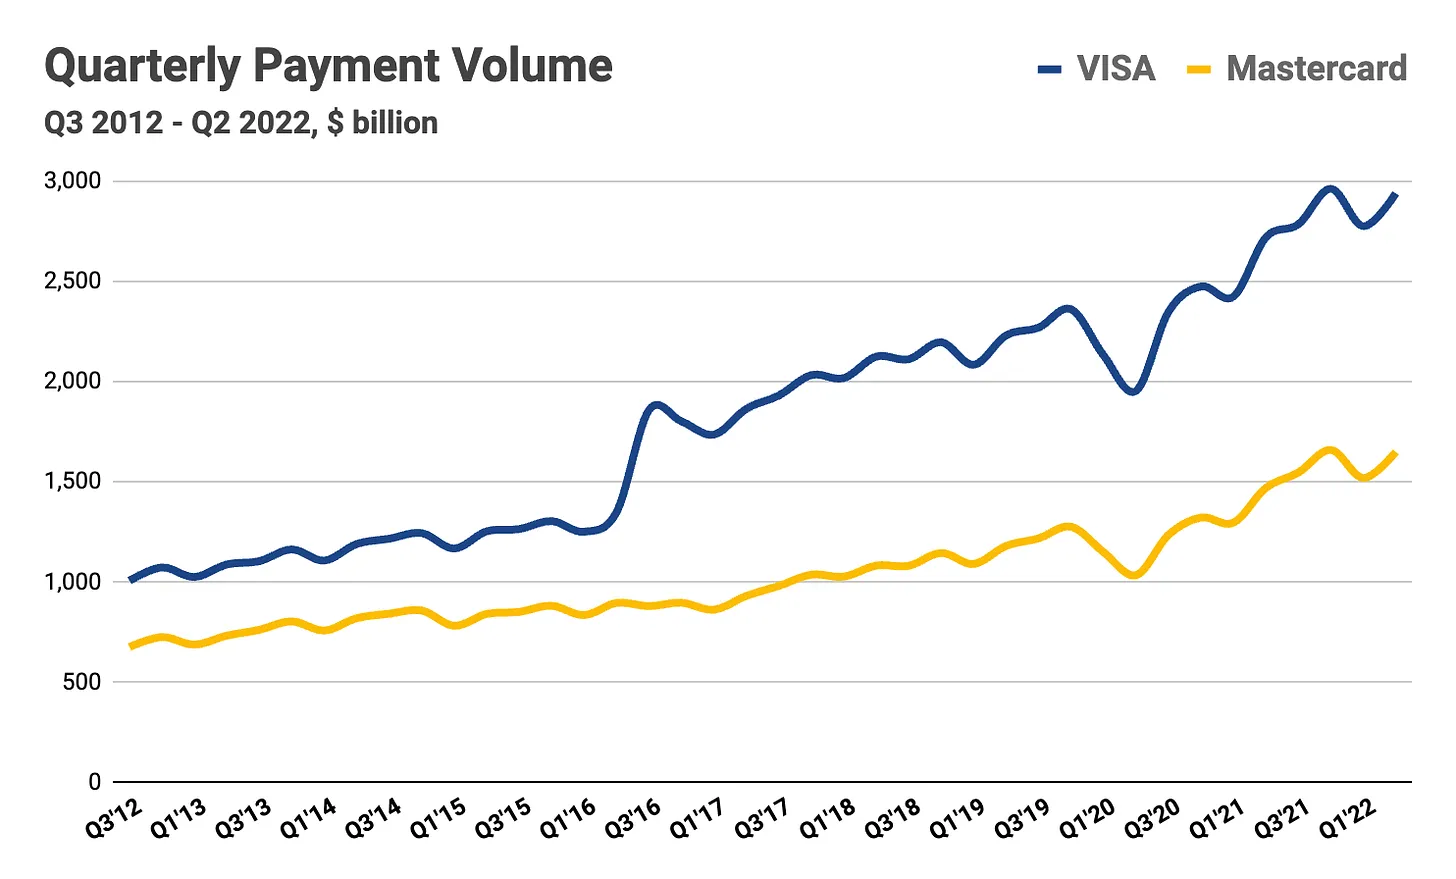 Quarterly Payment Volume
VISA Mastercard
Q3 2012 - Q2 2022, $ billion
3,000
2,500
2,000
1,500
1,000
500
0
Q3'12 Q1'13 Q3'13 Q1'14 Q3'14 Q1'15 Q3'15 Q1'16 Q3'16 Q1'17 Q3'17 Q1'18 Q3'18 Q1'19 Q3'19 Q1'20 Q3'20 Q1'21 Q3'21 Q1'22